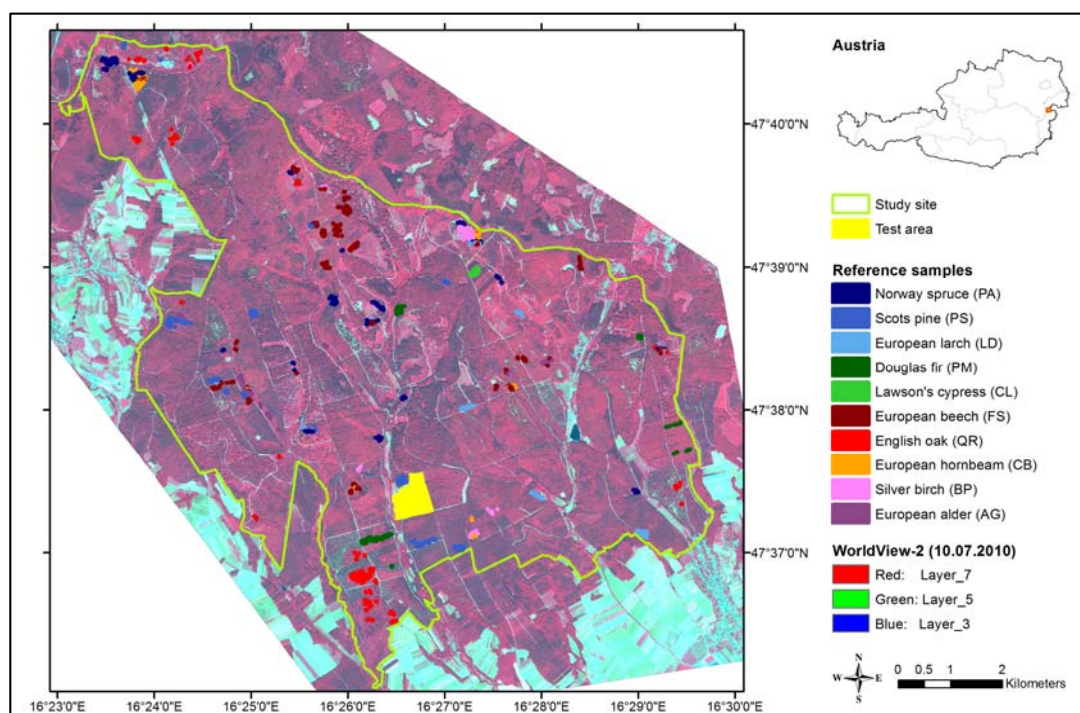 Austria
Study site
Test area
Reference samples
Norway spruce (PA)
Scots pine (PS)
European larch (LD)
Douglas fir (PM)
Lawson's cypress (CL)
European beech (FS)
English oak (QR)
European hornbeam (CB)
Silver birch (BP)
European alder (AG)
WorldView-2 (10.07.2010)
Red: Layer_7
Green: Layer_5
Blue: Layer_3
N
W E
S
0 0.5 1 2
Kilometers
47°40'0"N
47°39'0"N
47°38'0"N
47°37'0"N
16°23'0"E 16°24'0"E 16°25'0"E 16°26'0"E 16°27'0"E 16°28'0"E 16°29'0"E 16°30'0"E